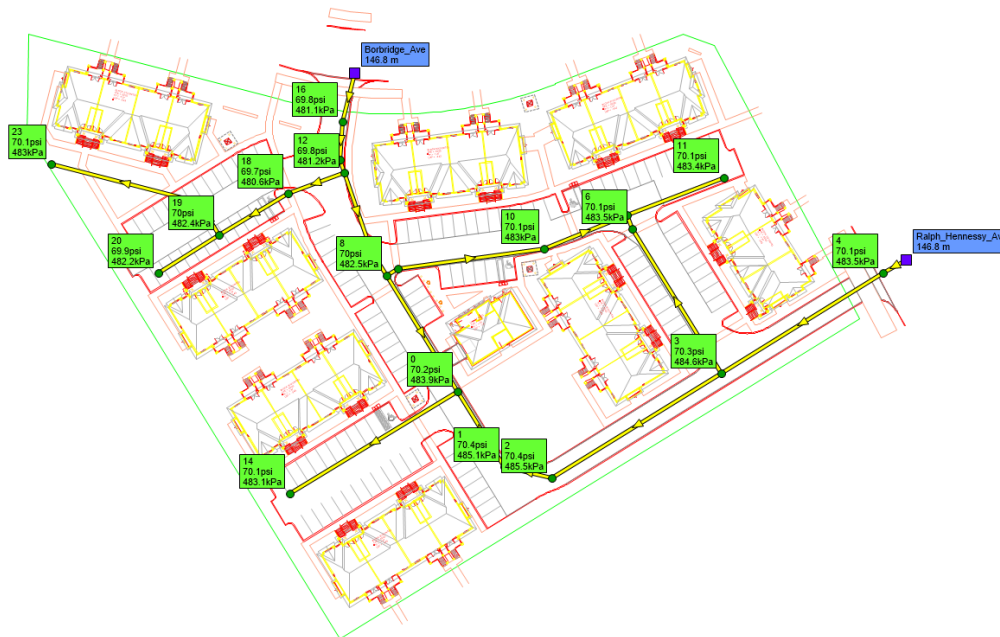 Borbridge_Ave
146.8 m
16
69.8psi
481.1kPa
23
70.1psi
483kPa
12
69.8psi
481.2kPa
18
69.7psi
480.6kPa
11
70.1psi
483.4kPa
19
70psi
482.4kPa
6
70.1psi
483.5kPa
10
70.1psi
483kPa
20
69.9psi
482.2kPa
8
70psi
482.5kPa
4
70.1psi
483.5kPa
Ralph_Hennessy_Av
146.8 m
3
70.3psi
484.6kPa
0
70.2psi
483.9kPa
1
70.4psi
485.1kPa
2
70.4psi
485.5kPa
14
70.1psi
483.1kPa